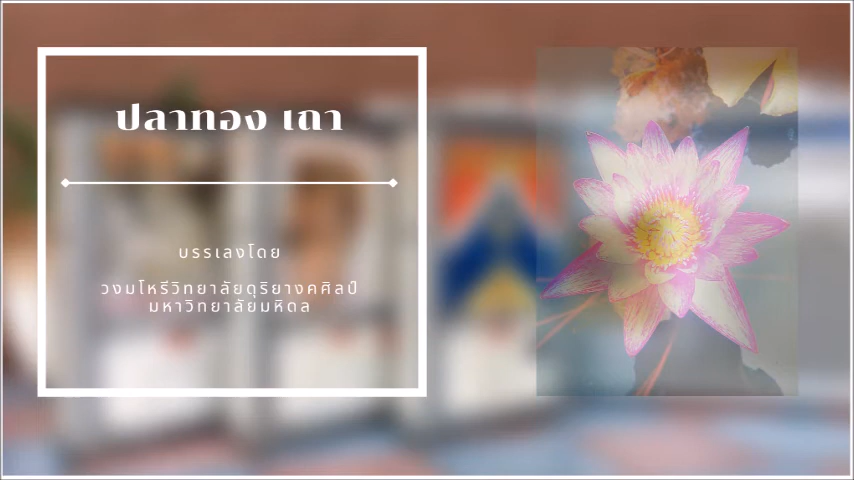 ปลาทอง เถา
บรรเลงโดย
วงมโหรีวิทยาลัยดุริยางคศิลป์
มหาวิทยาลัยมหิดล